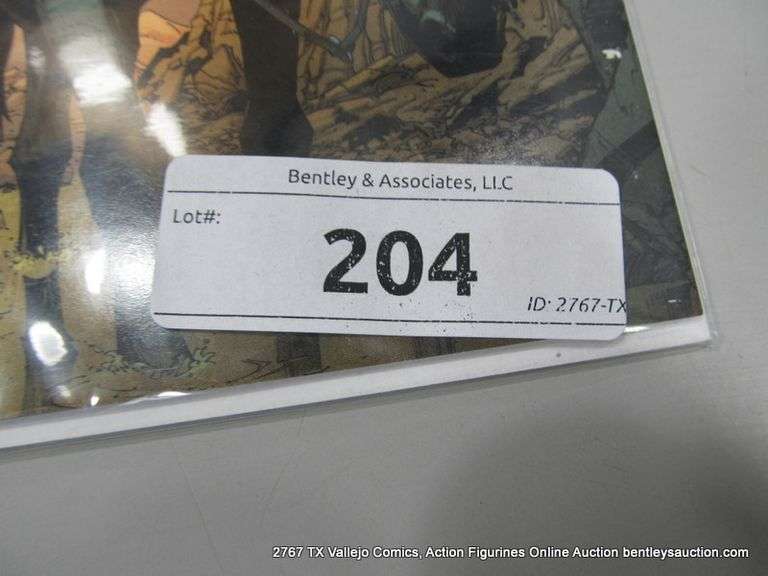 Bentley & Associates, LLC
Lot#:
204
ID: 2767-TX
2767 TX Vallejo Comics, Action Figurines Online Auction bentleysauction.com